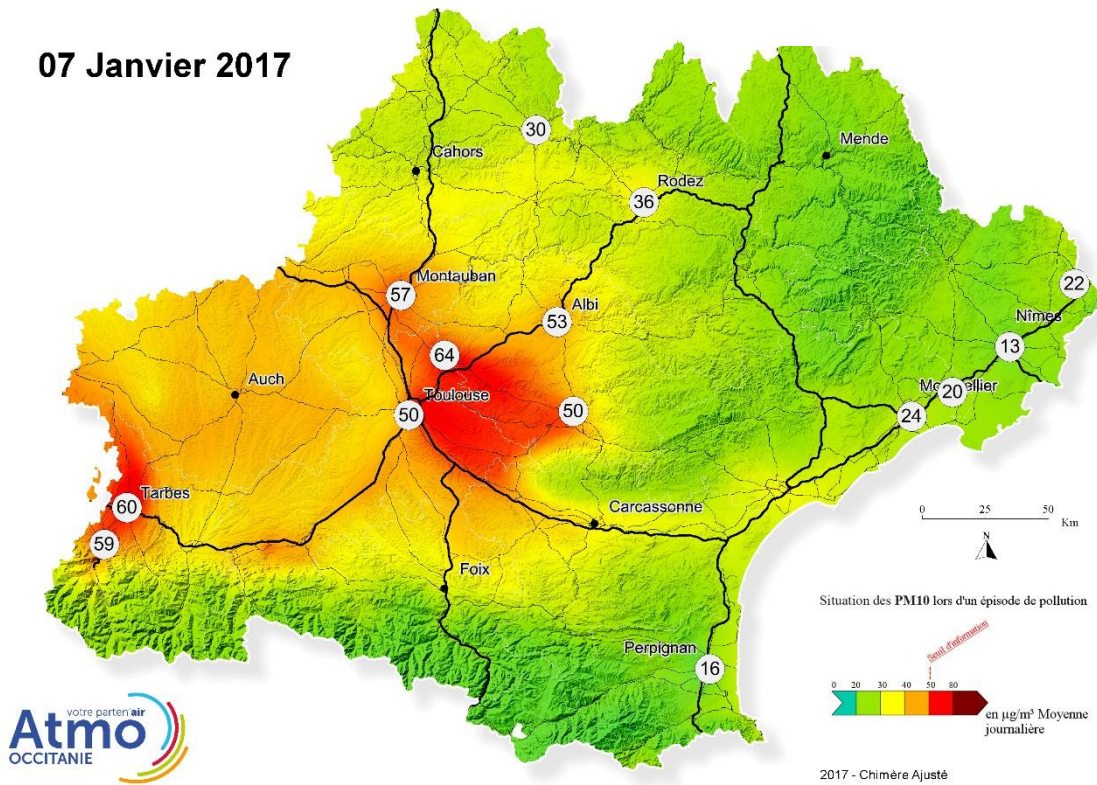 07 Janvier 2017
30
Cahors
Mende
Rodez
36
Montauban
57
22
Albi
53
Nîmes
13
64
Auch
Toulouse
50
50
Montpellier
20
24
Tarbes
60
59
Carcassonne
Foix
Perpignan
16
0 25 50
Km
N
Situation des PM10 lors d'un épisode de pollution
Seuil d'information
0 20 30 40 50 80
en µg/m³ Moyenne
journalière
votre parten'air
Atmo
OCCITANIE
2017 - Chimère Ajusté